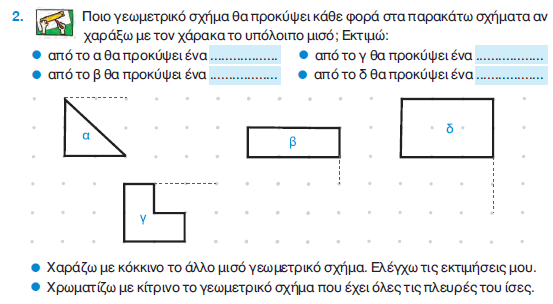 2. Ποιο γεωμετρικό σχήμα θα προκύψει κάθε φορά στα παρακάτω σχήματα αν
χαράξω με τον χάρακα το υπόλοιπο μισό; Εκτιμώ:
● από το α θα προκύψει ένα .................. ● από το γ θα προκύψει ένα ..................
● από το β θα προκύψει ένα .................. ● από το δ θα προκύψει ένα ..................
α
β
δ
γ
● Χαράζω με κόκκινο το άλλο μισό γεωμετρικό σχήμα. Ελέγχω τις εκτιμήσεις μου.
● Χρωματίζω με κίτρινο το γεωμετρικό σχήμα που έχει όλες τις πλευρές του ίσες.